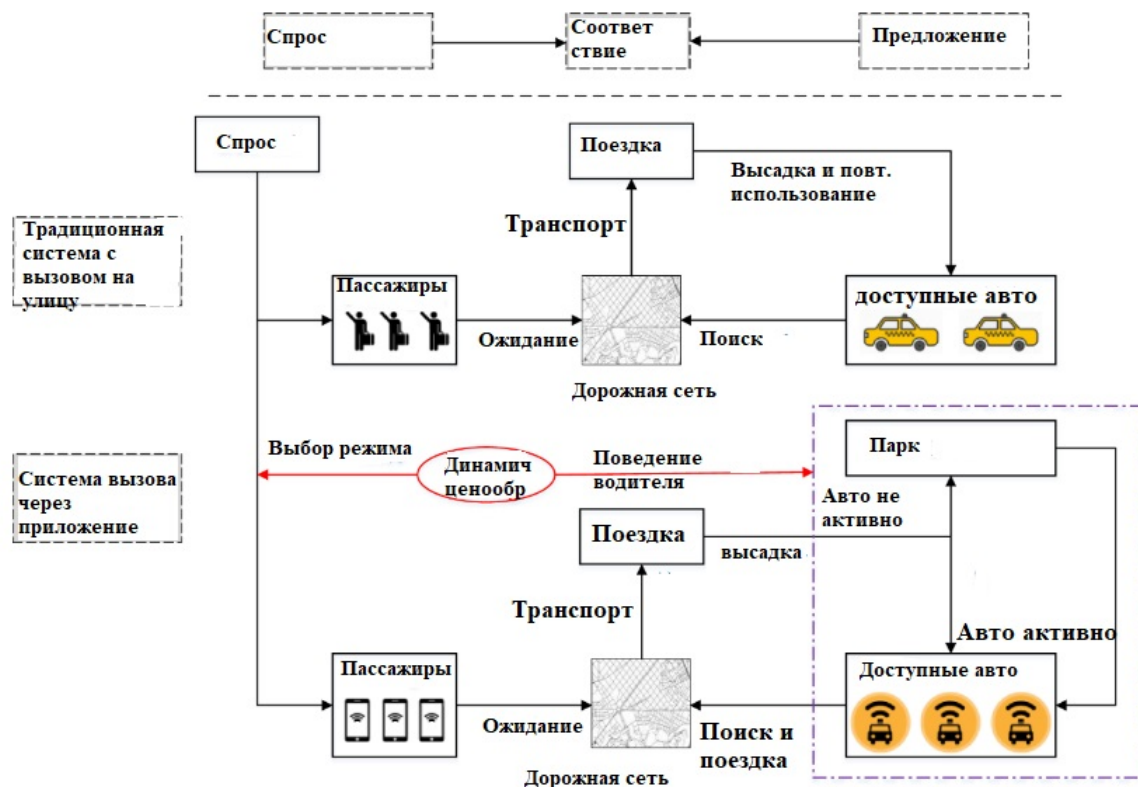 Спрос
Соответ
ствие
Предложение
Спрос
Поездка
Высадка и повт.
использование
Традиционная
система с
вызовом на
улицу
Транспорт
Пассажиры
доступные авто
Ожидание
Поиск
Дорожная сеть
Выбор режима
Динамич
ценообр
Поведение
водителя
Парк
Система вызова
через
приложение
Авто не
активно
Поездка
высадка
Транспорт
Авто активно
Пассажиры
Доступные авто
Ожидание
Поиск и
поездка
Дорожная сеть